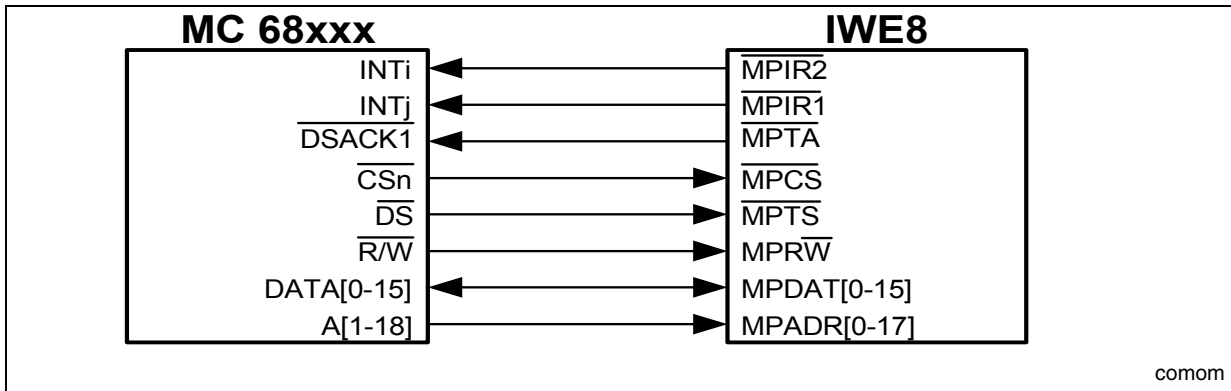 MC 68xxx IWE8
INTi MPIR2
INTj MPIR1
DSACK1 MPTA
CSn MPCS
DS MPTS
R/W MPRW
DATA[0-15] MPDAT[0-15]
A[1-18] MPADR[0-17]
comom